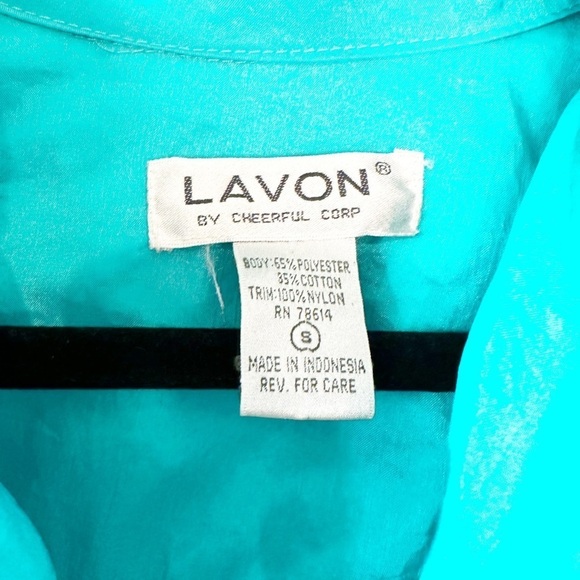 LAVON®
BY CHEERFUL CORP
BODY:65%POLYESTER
35%COTTON
TRIM:100%NYLON
RN 78614
S
MADE IN INDONESIA
REV. FOR CARE